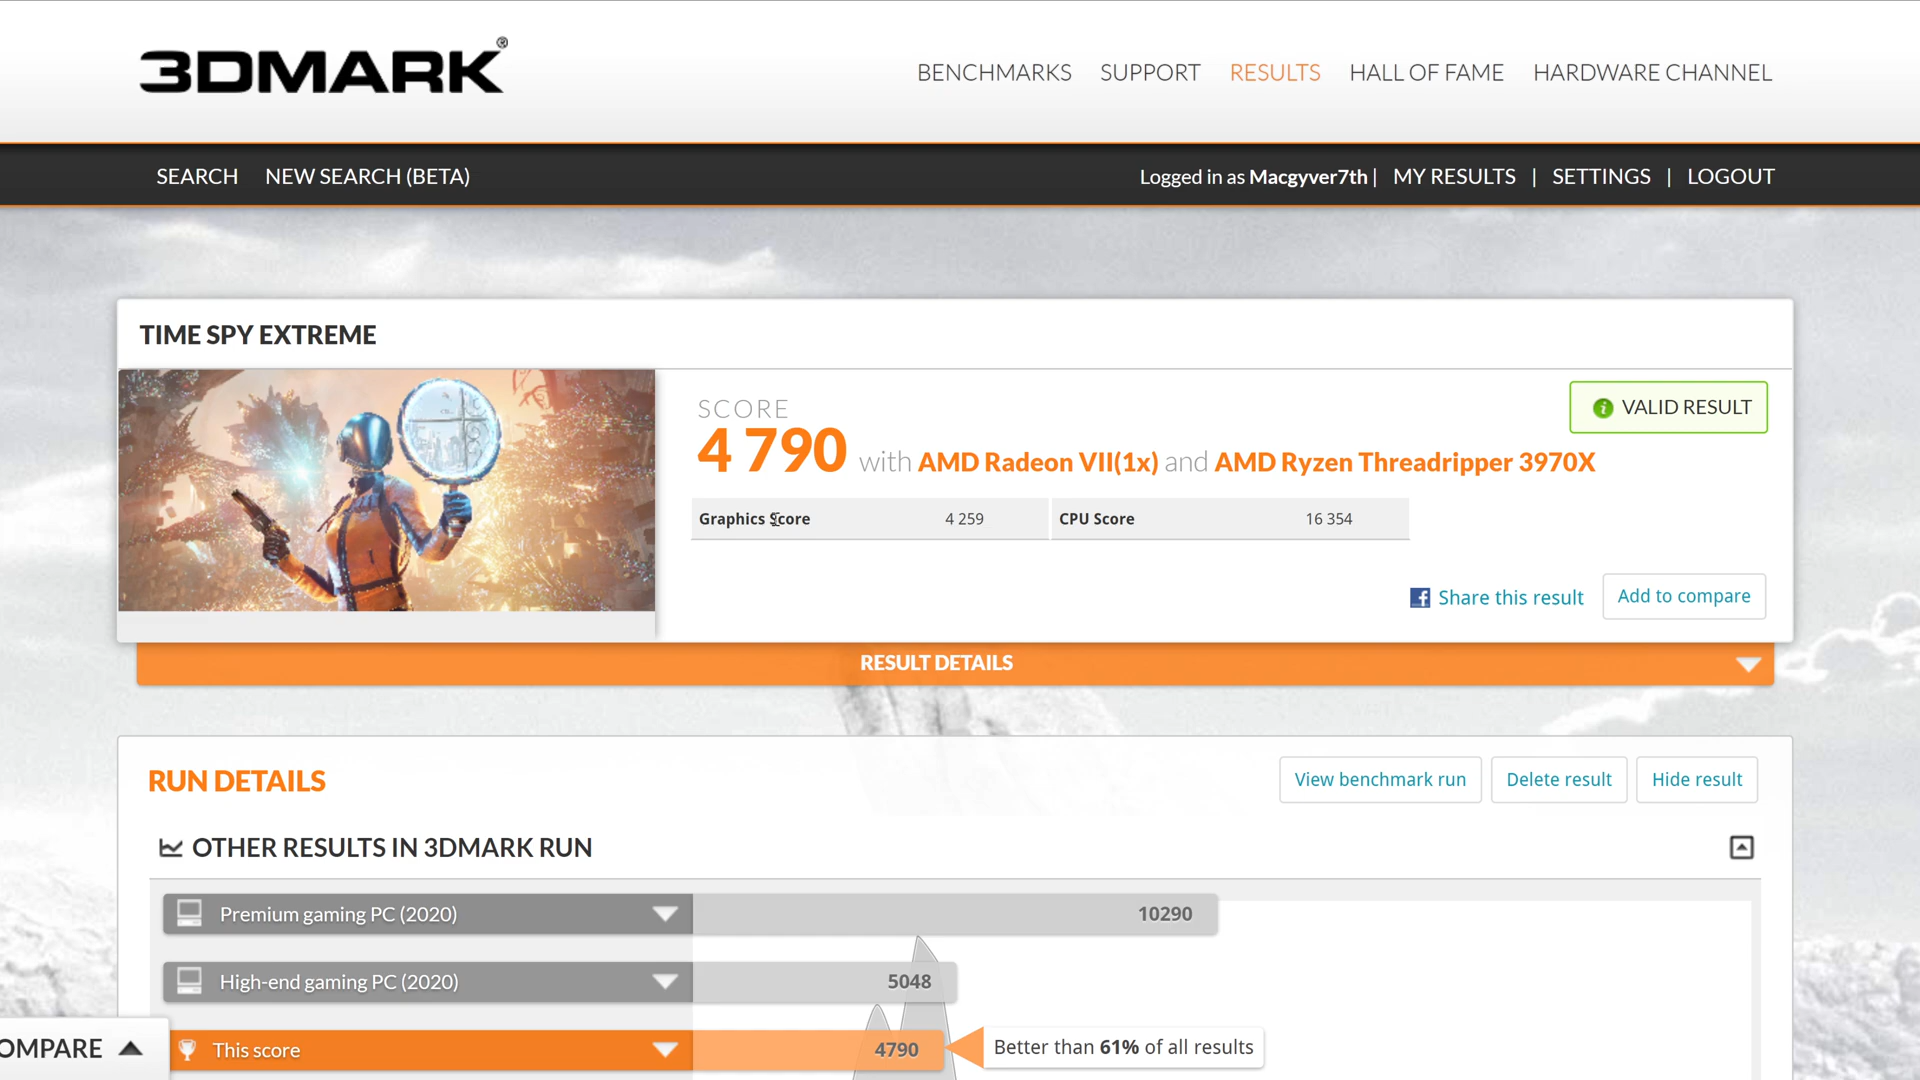 3DMARK®
BENCHMARKS SUPPORT RESULTS HALL OF FAME HARDWARE CHANNEL
SEARCH NEW SEARCH (BETA) Logged in as Macgyver7th | MY RESULTS | SETTINGS | LOGOUT
TIME SPY EXTREME
VALID RESULT
SCORE
4 790 with AMD Radeon VII(1x) and AMD Ryzen Threadripper 3970X
Graphics Score 4 259 CPU Score 16 354
Share this result Add to compare
RESULT DETAILS
RUN DETAILS View benchmark run Delete result Hide result
OTHER RESULTS IN 3DMARK RUN
Premium gaming PC (2020) 10290
High-end gaming PC (2020) 5048
OMPARE This score 4790 Better than 61% of all results